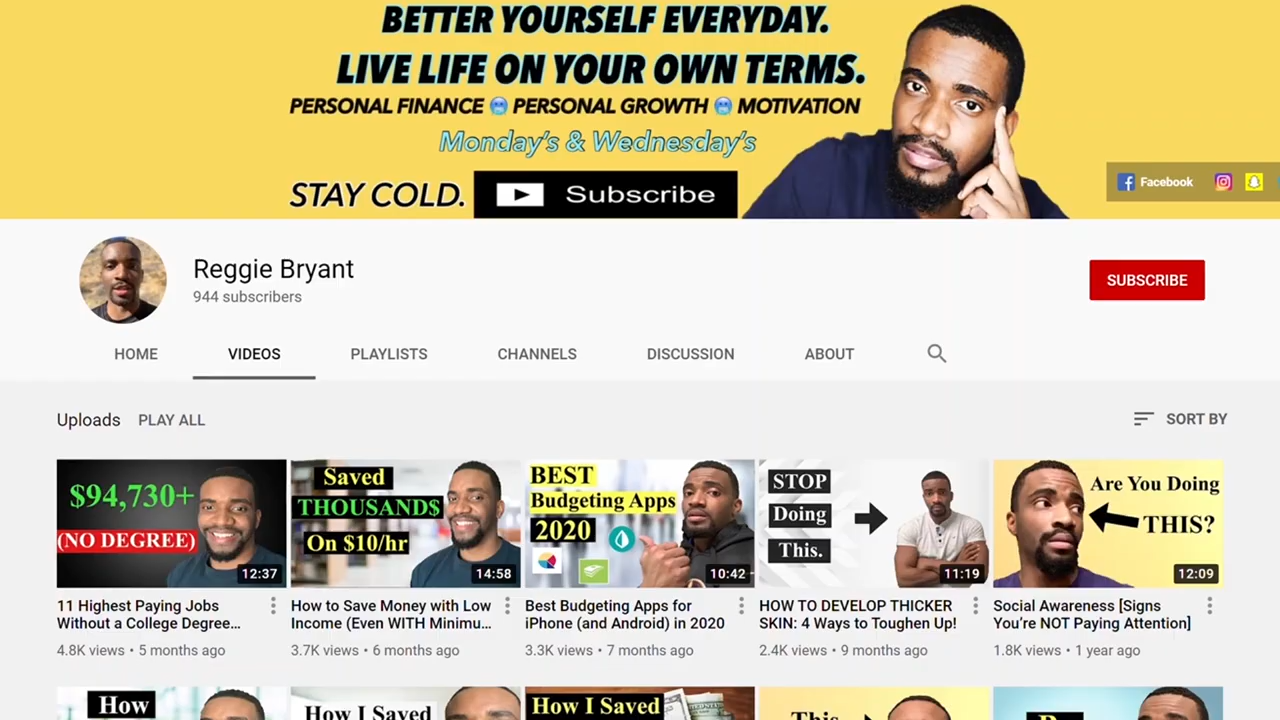 BETTER YOURSELF EVERYDAY.
LIVE LIFE ON YOUR OWN TERMS.
PERSONAL FINANCE 🥶 PERSONAL GROWTH 🥶 MOTIVATION
Monday's & Wednesday's
STAY COLD.
Subscribe
Facebook
Reggie Bryant
944 subscribers
SUBSCRIBE
HOME
VIDEOS
PLAYLISTS
CHANNELS
DISCUSSION
ABOUT
Uploads
PLAY ALL
SORT BY
$94,730+
(NO DEGREE)
12:37
Saved
THOUSAND$
On $10/hr
14:58
BEST
Budgeting Apps
2020
10:42
STOP
Doing
This.
11:19
Are You Doing
THIS?
12:09
11 Highest Paying Jobs
Without a College Degree...
4.8K views • 5 months ago
How to Save Money with Low
Income (Even WITH Minimu...
3.7K views • 6 months ago
Best Budgeting Apps for
iPhone (and Android) in 2020
3.3K views • 7 months ago
HOW TO DEVELOP THICKER
SKIN: 4 Ways to Toughen Up!
2.4K views • 9 months ago
Social Awareness [Signs
You're NOT Paying Attention]
1.8K views • 1 year ago
How
How I Saved
How I Saved
This